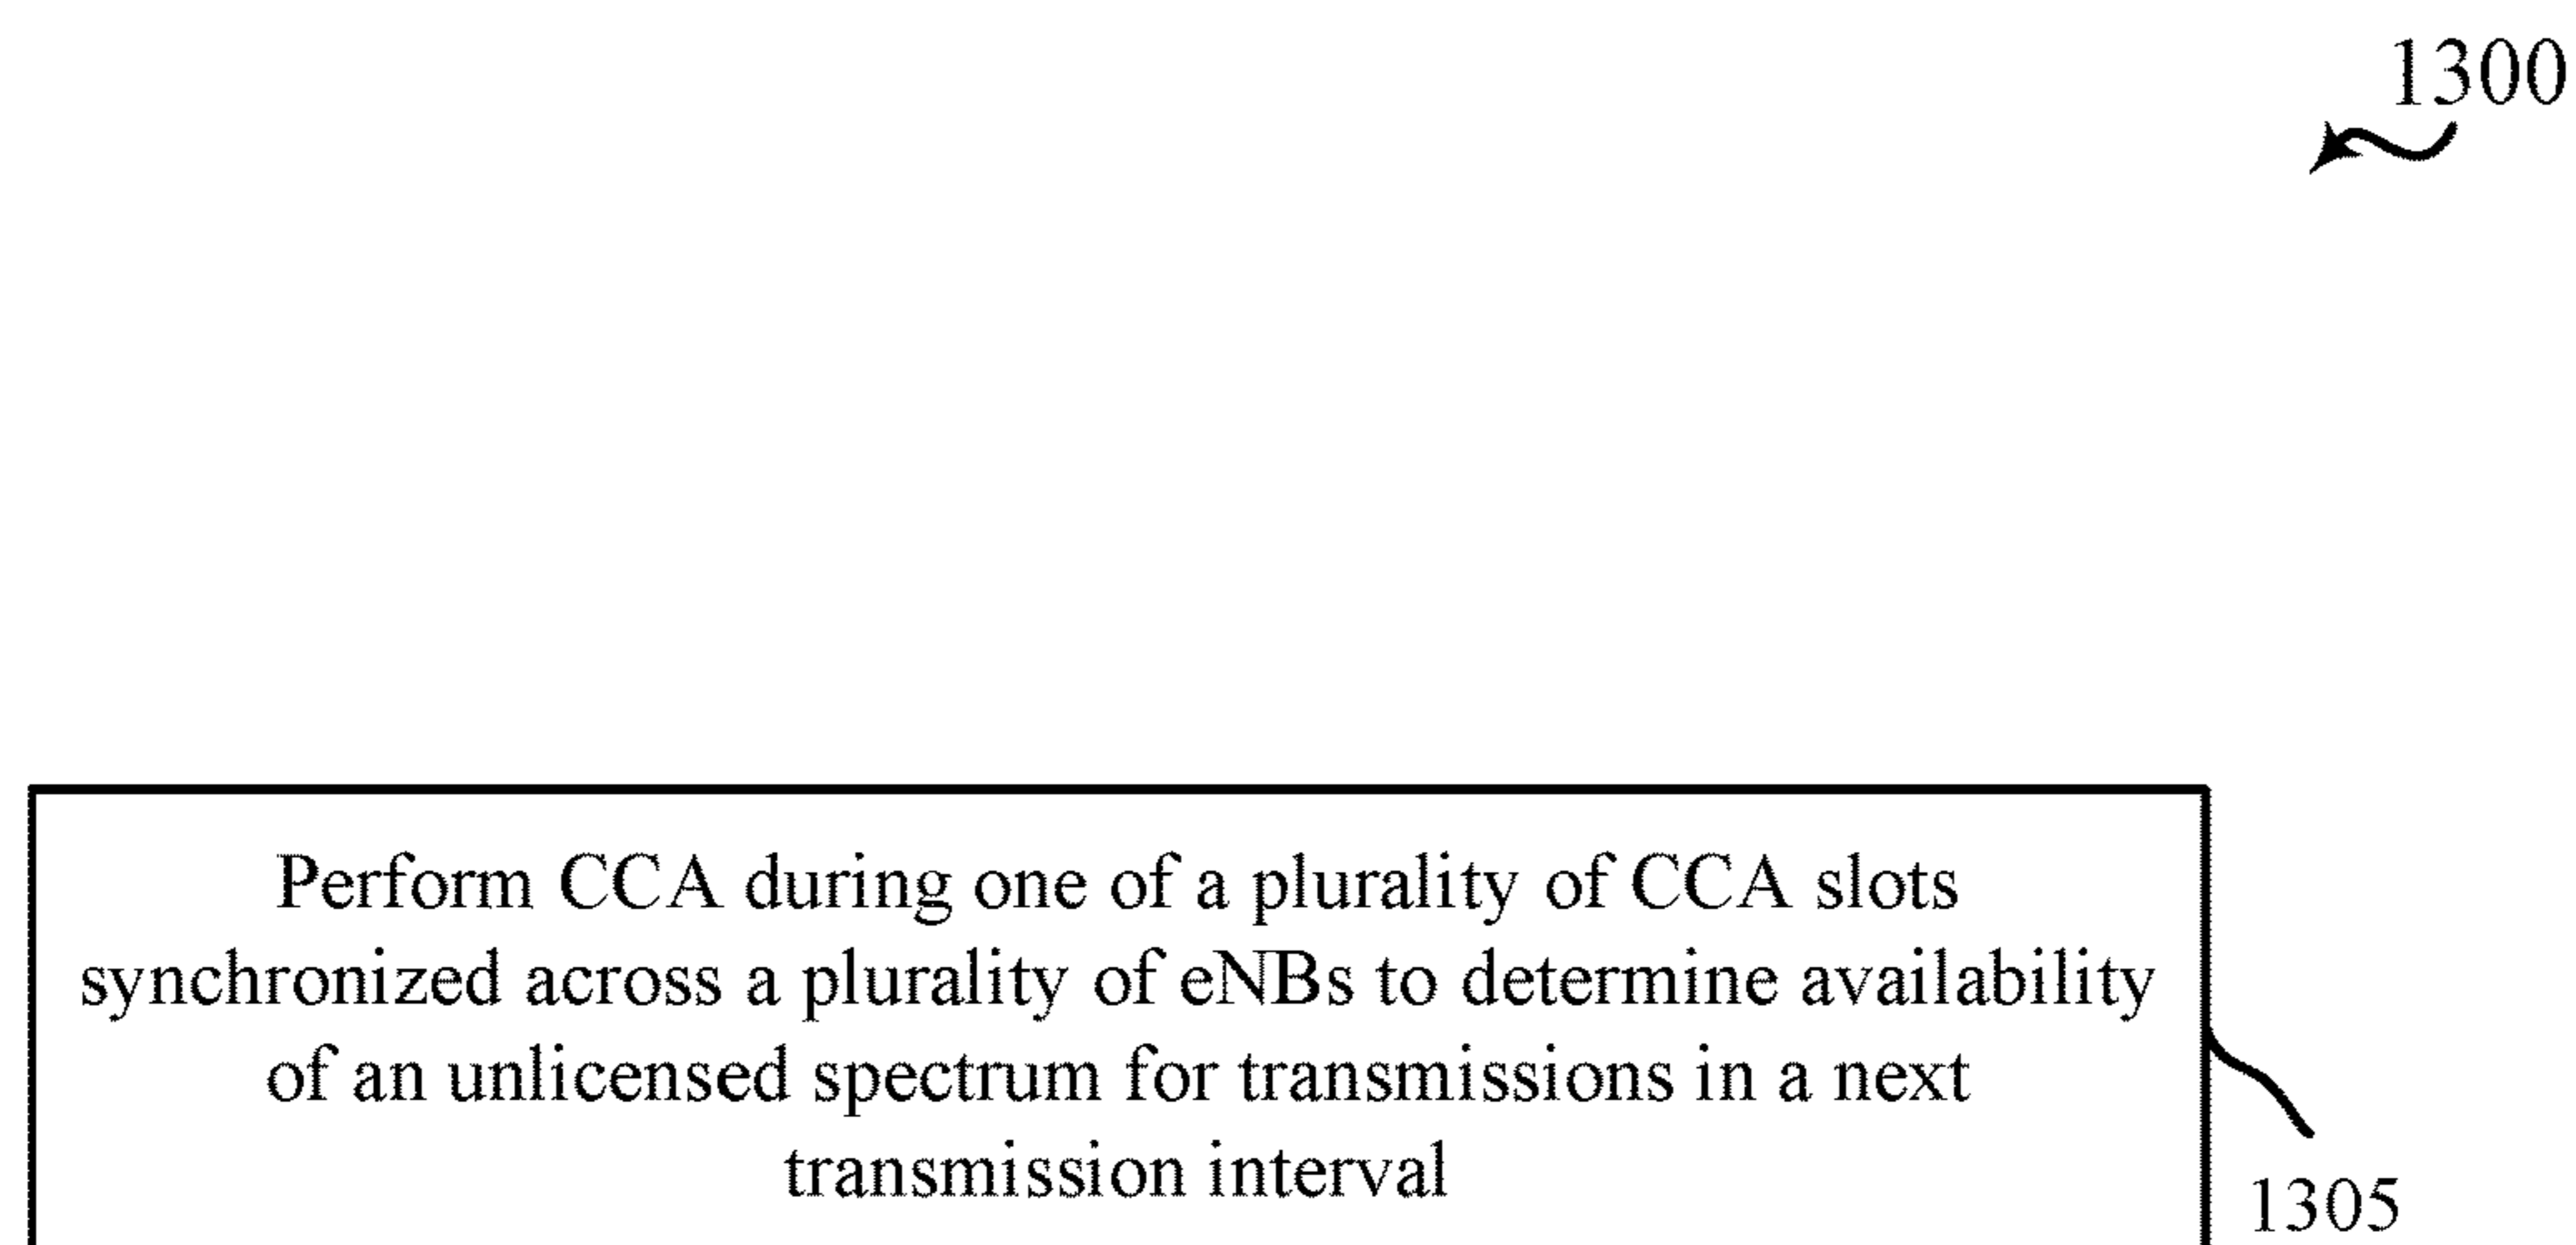 1300
Perform CCA during one of a plurality of CCA slots
synchronized across a plurality of eNBs to determine availability
of an unlicensed spectrum for transmissions in a next
transmission interval
1305